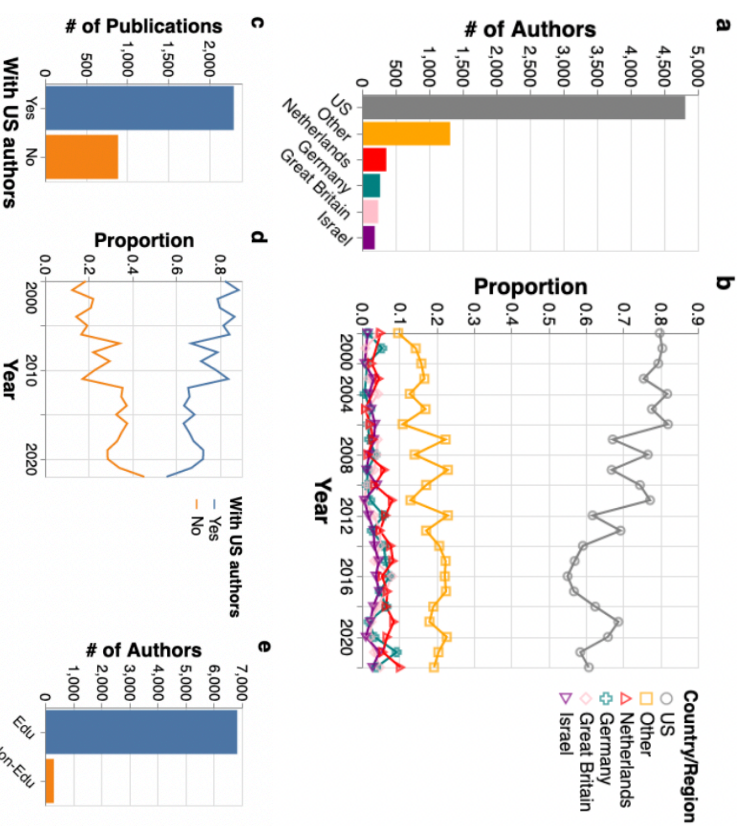 a
# of Authors
5,000
4,500
4,000
3,500
3,000
2,500
2,000
1,500
1,000
500
0
US
Other
Netherlands
Germany
Great Britain
Israel
b
Proportion
0.9
0.8
0.7
0.6
0.5
0.4
0.3
0.2
0.1
0.0
2000
2004
2008
2012
2016
2020
Year
Country/Region
US
Other
Netherlands
Germany
Great Britain
Israel
c
# of Publications
2,000
1,500
1,000
500
0
Yes
No
With US authors
d
Proportion
0.8
0.6
0.4
0.2
0.0
2000
2010
2020
Year
With US authors
Yes
No
e
# of Authors
7,000
6,000
5,000
4,000
3,000
2,000
1,000
0
Edu
on-Edu